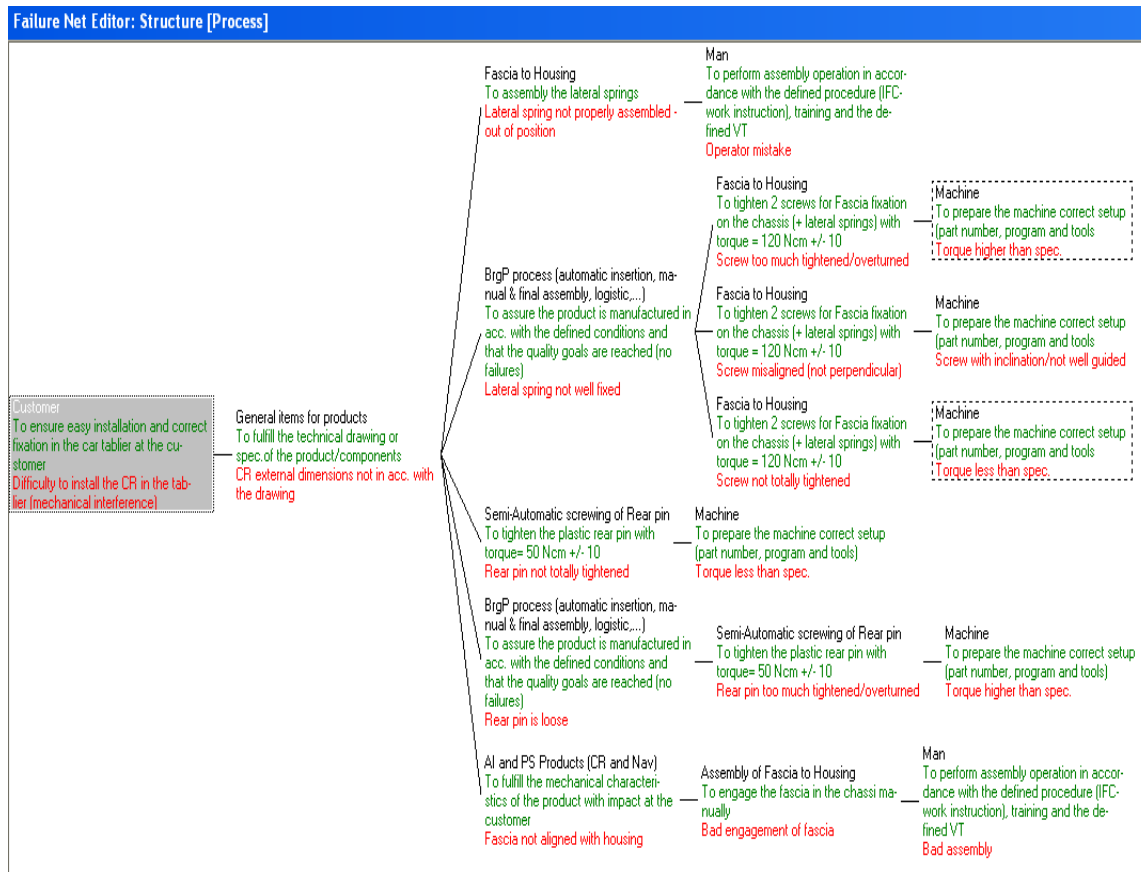 Failure Net Editor: Structure [Process]
Customer
To ensure easy installation and correct
fixation in the car tablier at the cu-
stomer
Difficulty to install the CR in the tab-
lier (mechanical interference)
General items for products
To fulfill the technical drawing or
spec.of the product/components
CR external dimensions not in acc. with
the drawing
Fascia to Housing
To assembly the lateral springs
Lateral spring not properly assembled -
out of position
Man
To perform assembly operation in accor-
dance with the defined procedure (IFC-
work instruction), training and the de-
fined VT
Operator mistake
BrgP process (automatic insertion, ma-
nual & final assembly, logistic,...)
To assure the product is manufactured in
acc. with the defined conditions and
that the quality goals are reached (no
failures)
Lateral spring not well fixed
Fascia to Housing
To tighten 2 screws for Fascia fixation
on the chassis (+ lateral springs) with
torque = 120 Ncm +/- 10
Screw too much tightened/overturned
Machine
To prepare the machine correct setup
(part number, program and tools
Torque higher than spec.
Fascia to Housing
To tighten 2 screws for Fascia fixation
on the chassis (+ lateral springs) with
torque = 120 Ncm +/- 10
Screw misaligned (not perpendicular)
Machine
To prepare the machine correct setup
(part number, program and tools
Screw with inclination/not well guided
Fascia to Housing
To tighten 2 screws for Fascia fixation
on the chassis (+ lateral springs) with
torque = 120 Ncm +/- 10
Screw not totally tightened
Machine
To prepare the machine correct setup
(part number, program and tools
Torque less than spec.
Semi-Automatic screwing of Rear pin
To tighten the plastic rear pin with
torque= 50 Ncm +/- 10
Rear pin not totally tightened
Machine
To prepare the machine correct setup
(part number, program and tools)
Torque less than spec.
BrgP process (automatic insertion, ma-
nual & final assembly, logistic,...)
To assure the product is manufactured in
acc. with the defined conditions and
that the quality goals are reached (no
failures)
Rear pin is loose
Semi-Automatic screwing of Rear pin
To tighten the plastic rear pin with
torque= 50 Ncm +/- 10
Rear pin too much tightened/overturned
Machine
To prepare the machine correct setup
(part number, program and tools)
Torque higher than spec.
AI and PS Products (CR and Nav)
To fulfill the mechanical characteri-
stics of the product with impact at the
customer
Fascia not aligned with housing
Assembly of Fascia to Housing
To engage the fascia in the chassi ma-
nually
Bad engagement of fascia
Man
To perform assembly operation in accor-
dance with the defined procedure (IFC-
work instruction), training and the de-
fined VT
Bad assembly